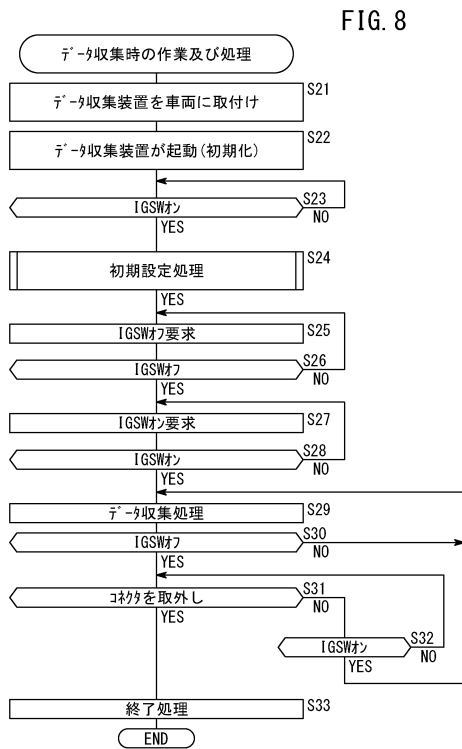 FIG. 8
ﾃﾞｰﾀ収集時の作業及び処理
ﾃﾞｰﾀ収集装置を車両に取付け
S21
ﾃﾞｰﾀ収集装置が起動(初期化)
S22
IGSWｵﾝ
S23
NO
YES
初期設定処理
S24
YES
IGSWｵﾌ要求
S25
IGSWｵﾌ
S26
NO
YES
IGSWｵﾝ要求
S27
IGSWｵﾝ
S28
NO
YES
ﾃﾞｰﾀ収集処理
S29
IGSWｵﾌ
S30
NO
YES
ｺﾈｸﾀを取外し
S31
NO
YES
IGSWｵﾝ
S32
NO
YES
終了処理
S33
END